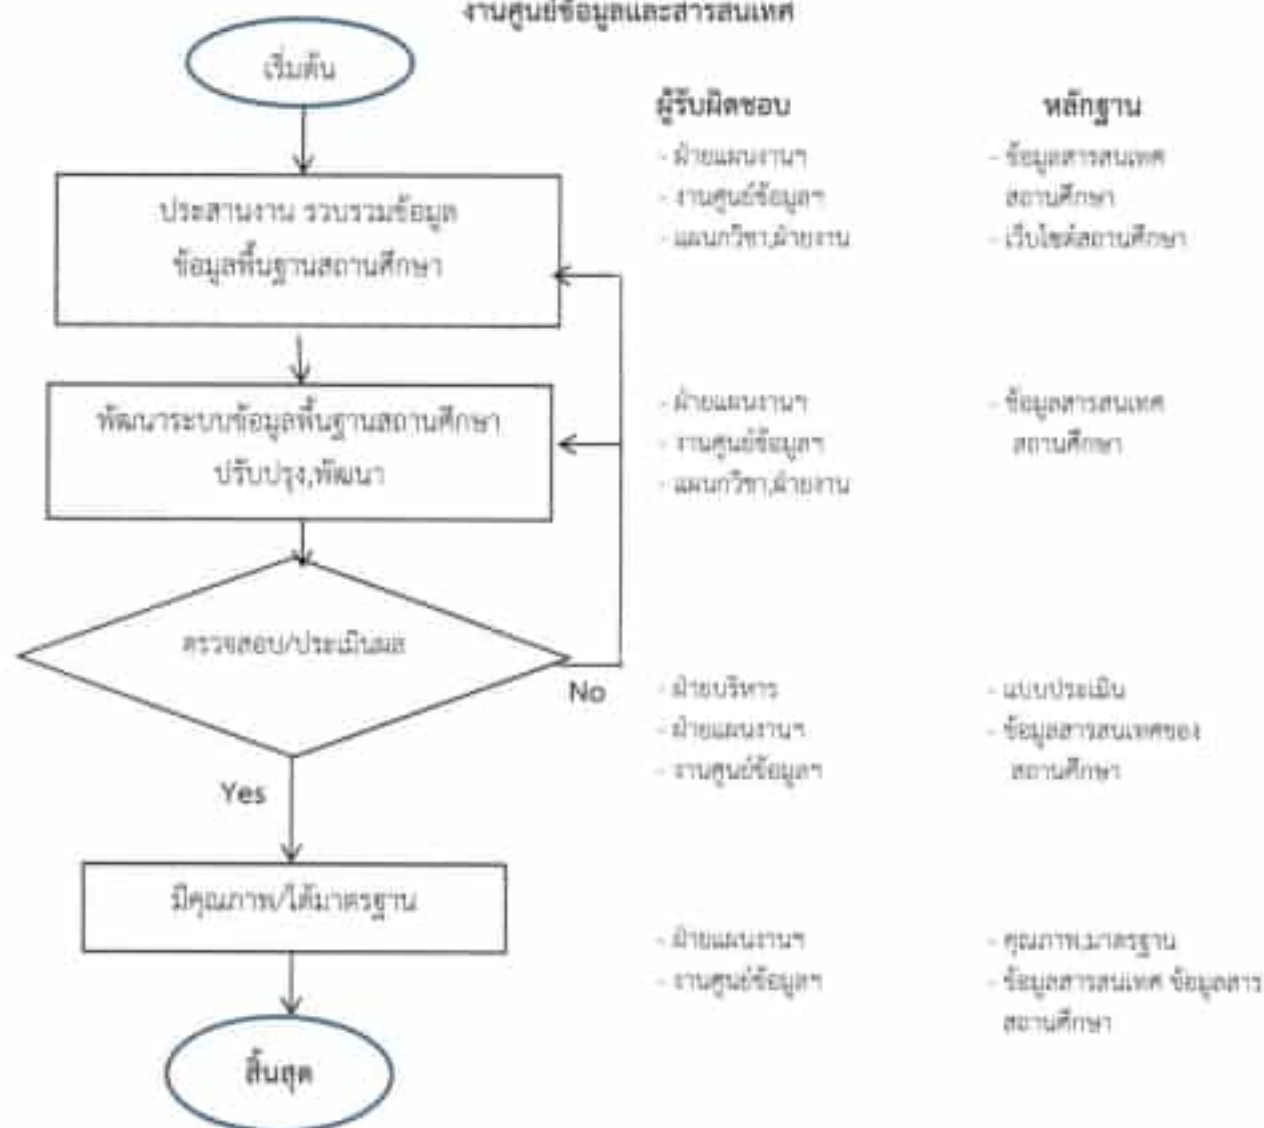 งานศูนย์ข้อมูลและสารสนเทศ
เริ่มต้น
ผู้รับผิดชอบ
หลักฐาน
ประสานงาน รวบรวมข้อมูล
ข้อมูลพื้นฐานสถานศึกษา
- ฝ่ายแผนงานฯ
- งานศูนย์ข้อมูลฯ
- แผนกวิชา,ฝ่ายงาน
- ข้อมูลสารสนเทศ
สถานศึกษา
- เว็บไซต์สถานศึกษา
พัฒนาระบบข้อมูลพื้นฐานสถานศึกษา
ปรับปรุง,พัฒนา
- ฝ่ายแผนงานฯ
- งานศูนย์ข้อมูลฯ
- แผนกวิชา,ฝ่ายงาน
- ข้อมูลสารสนเทศ
สถานศึกษา
ตรวจสอบ/ประเมินผล
No
- ฝ่ายบริหาร
- ฝ่ายแผนงานฯ
- งานศูนย์ข้อมูลฯ
- แบบประเมิน
- ข้อมูลสารสนเทศของ
สถานศึกษา
Yes
มีคุณภาพ/ได้มาตรฐาน
- ฝ่ายแผนงานฯ
- งานศูนย์ข้อมูลฯ
- คุณภาพ,มาตรฐาน
- ข้อมูลสารสนเทศ ข้อมูลสาร
สถานศึกษา
สิ้นสุด